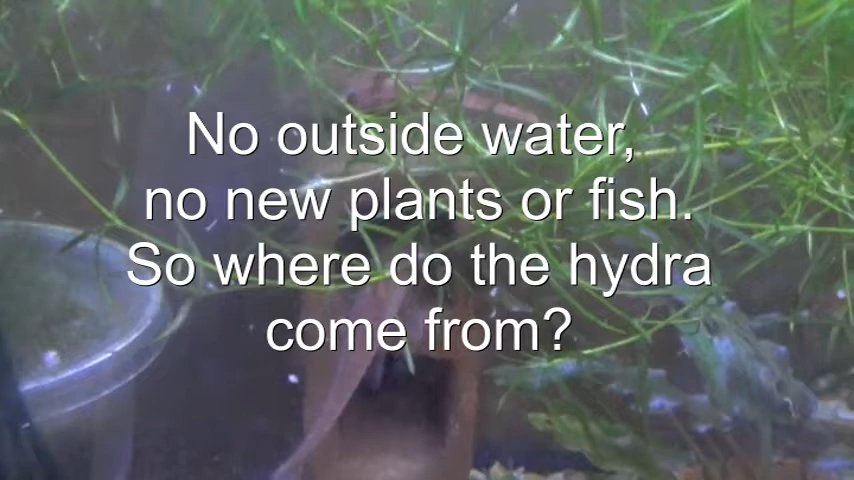 No outside water,
no new plants or fish.
So where do the hydra
come from?